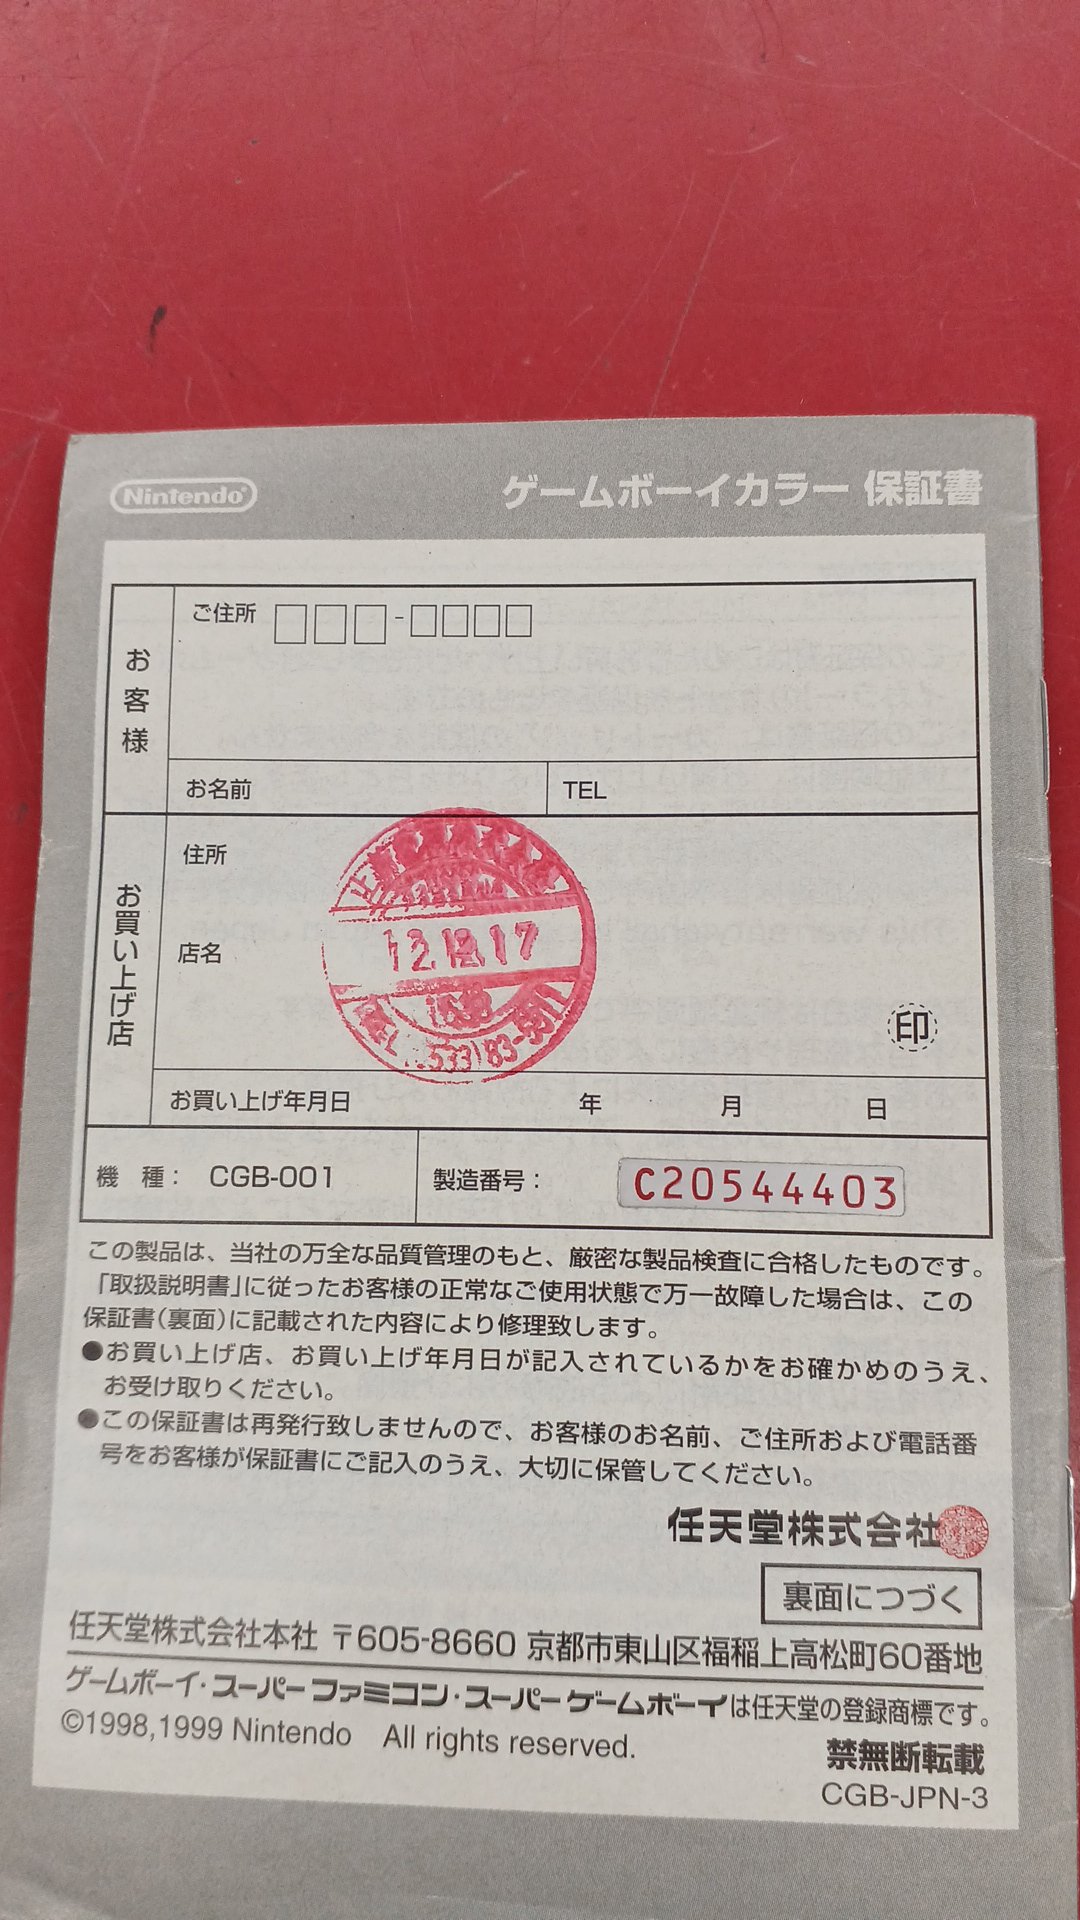 Nintendo
ゲームボーイカラー 保証書
お客様
ご住所 □□□-□□□□
お名前
TEL
お買い上げ店
住所
店名
12.12.17
83-5511
印
お買い上げ年月日 年 月 日
機 種： CGB-001
製造番号： C20544403
この製品は、当社の万全な品質管理のもと、厳密な製品検査に合格したものです。
「取扱説明書」に従ったお客様の正常なご使用状態で万一故障した場合は、この
保証書（裏面）に記載された内容により修理致します。
●お買い上げ店、お買い上げ年月日が記入されているかをお確かめのうえ、
お受け取りください。
●この保証書は再発行致しませんので、お客様のお名前、ご住所および電話番
号をお客様が保証書にご記入のうえ、大切に保管してください。
任天堂株式会社
裏面につづく
任天堂株式会社本社 〒605-8660 京都市東山区福稲上高松町60番地
ゲームボーイ・スーパーファミコン・スーパーゲームボーイは任天堂の登録商標です。
©1998,1999 Nintendo All rights reserved.
禁無断転載
CGB-JPN-3